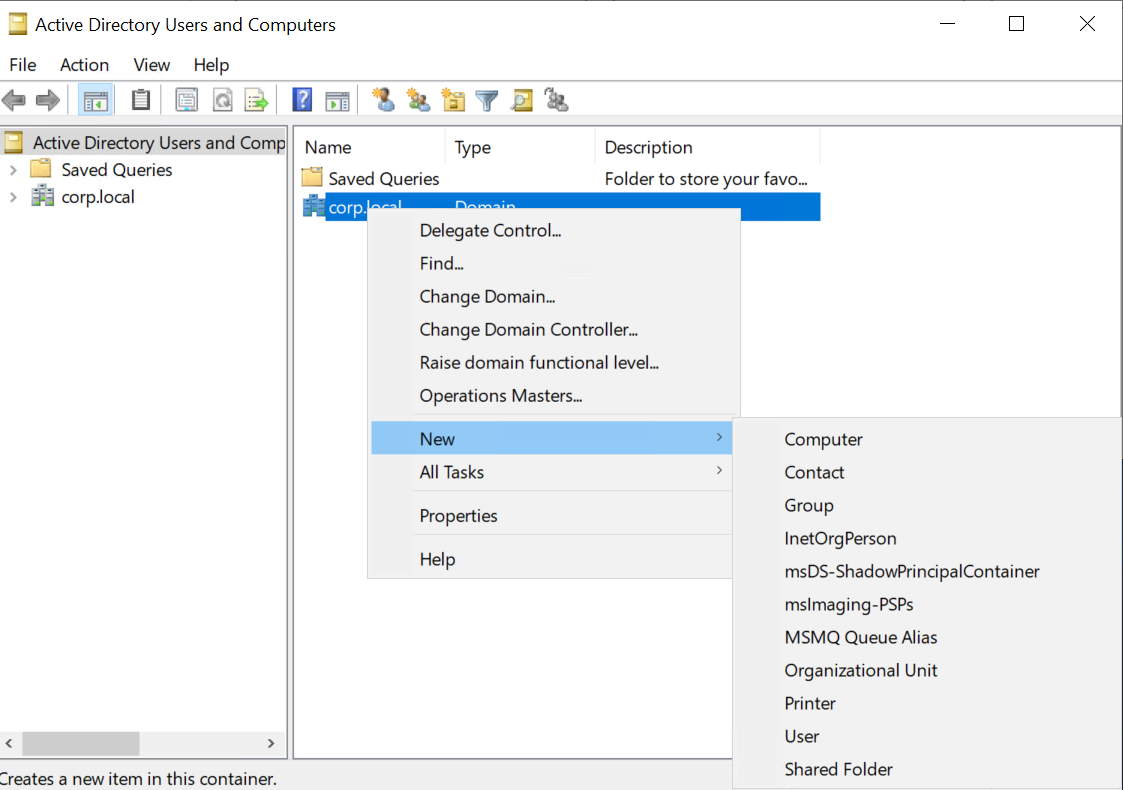 Active Directory Users and Computers
File Action View Help
Active Directory Users and Comp
Saved Queries
corp.local
Name Type Description
Saved Queries Folder to store your favo...
corp.local Domain
Delegate Control...
Find...
Change Domain...
Change Domain Controller...
Raise domain functional level...
Operations Masters...
New
All Tasks
Properties
Help
Computer
Contact
Group
InetOrgPerson
msDS-ShadowPrincipalContainer
msImaging-PSPs
MSMQ Queue Alias
Organizational Unit
Printer
User
Shared Folder
Creates a new item in this container.